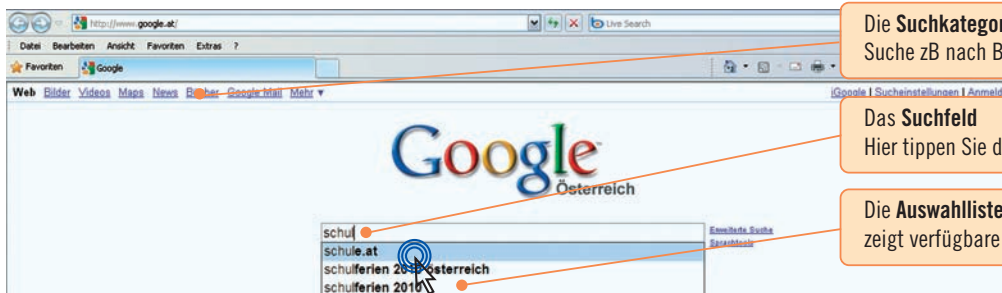 http://www.google.at/
Live Search
Datei Bearbeiten Ansicht Favoriten Extras ?
Favoriten Google
Web Bilder Videos Maps News Bücher Google Mail Mehr ▼
iGoogle | Sucheinstellungen | Anmeld
Google
Österreich
schul
Erweiterte Suche
Sprachtools
schule.at
schulferien 2010 österreich
schulferien 2010
Die Suchkategor
Suche zB nach B
Das Suchfeld
Hier tippen Sie d
Die Auswahlliste
zeigt verfügbare